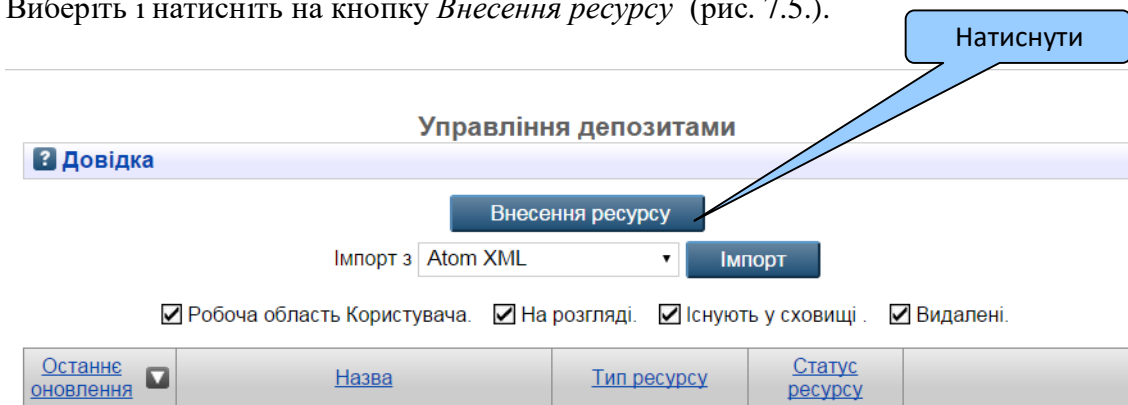 Виберіть і натисніть на кнопку Внесення ресурсу (рис. 7.5.).
Натиснути
Управління депозитами
? Довідка
Внесення ресурсу
Імпорт з Atom XML Імпорт
Робоча область Користувача. На розгляді. Існують у сховищі . Видалені.
Останнє оновлення Назва Тип ресурсу Статус ресурсу